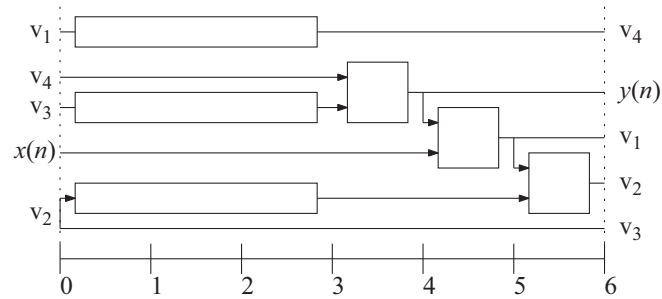 v₁ v₄
v₄
y(n)
v₃
v₁
x(n)
v₂
v₂
v₃
0 1 2 3 4 5 6